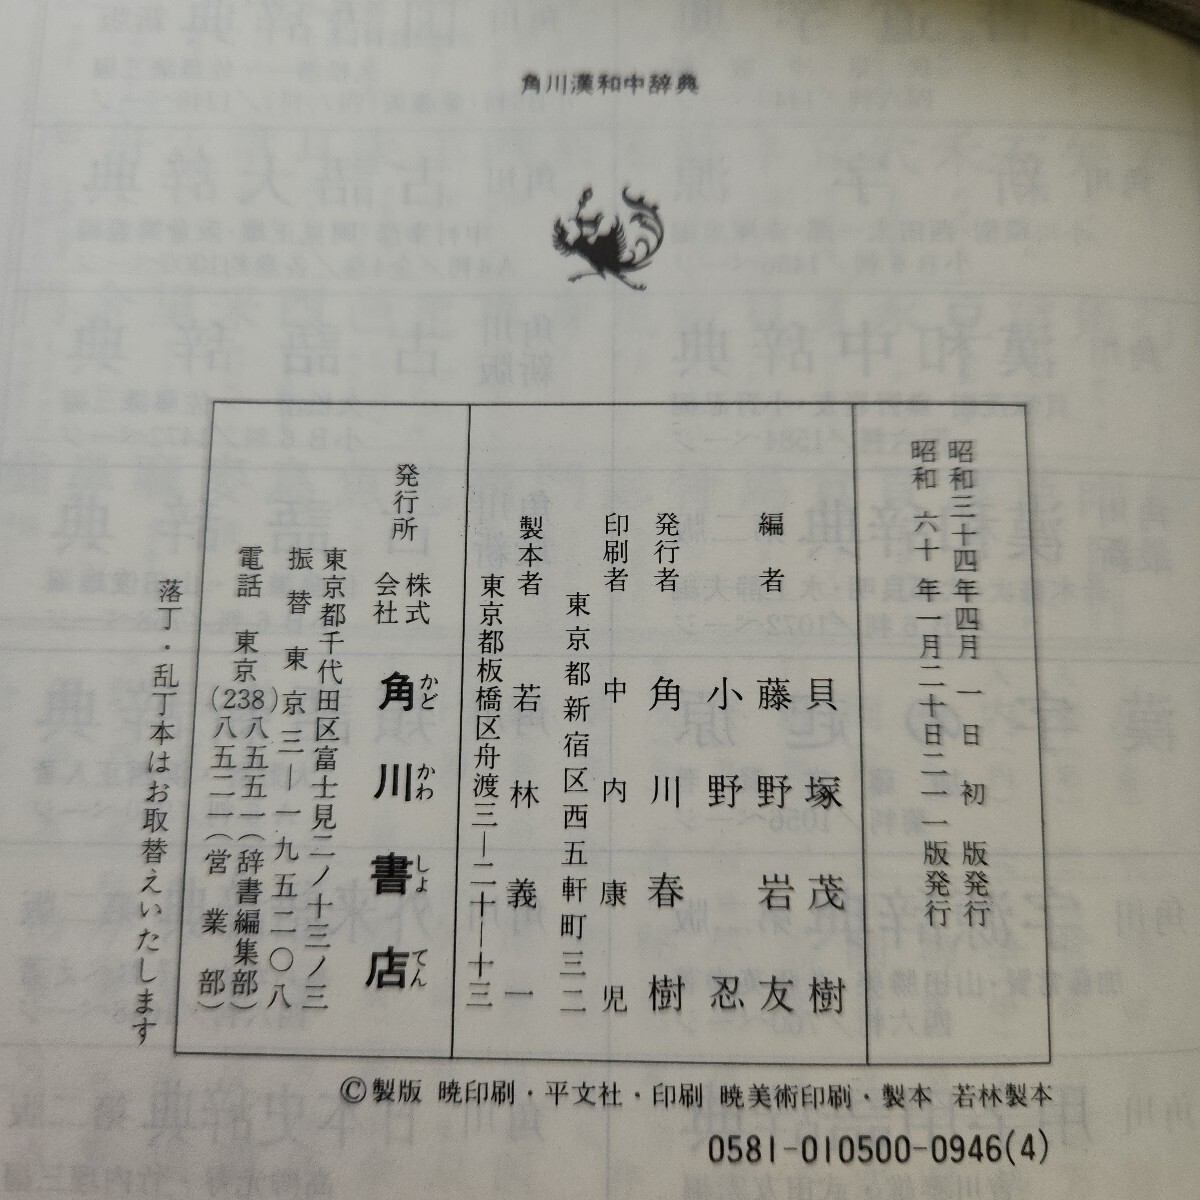 角川漢和中辞典
昭和三十四年四月一日初版発行
昭和六十年一月二十日二二一版発行
編者
貝塚茂樹
藤野岩友
小野忍
発行者 角川春樹
印刷者 中内康児
東京都新宿区西五軒町三二
製本者 若林義一
東京都板橋区舟渡三―二十―十三
発行所 株式会社 角川書店
かど かわ しょ てん
東京都千代田区富士見二ノ十三ノ三
振替東京三―一九五二〇八
電話 東京(238)八五五一(辞書編集部)
八五二一(営業部)
落丁・乱丁本はお取替えいたします
©製版 暁印刷・平文社・印刷 暁美術印刷・製本 若林製本
0581-010500-0946(4)